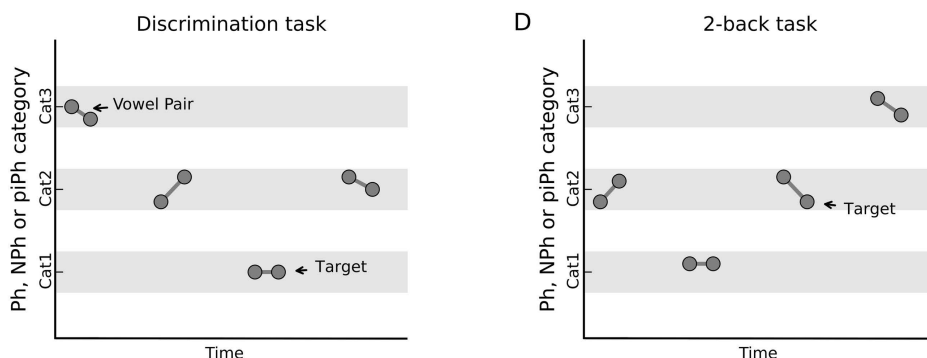 Discrimination task
Ph, NPh or piPh category
Cat3
Cat2
Cat1
Vowel Pair
Target
Time
D
2-back task
Ph, NPh or piPh category
Cat3
Cat2
Cat1
Target
Time